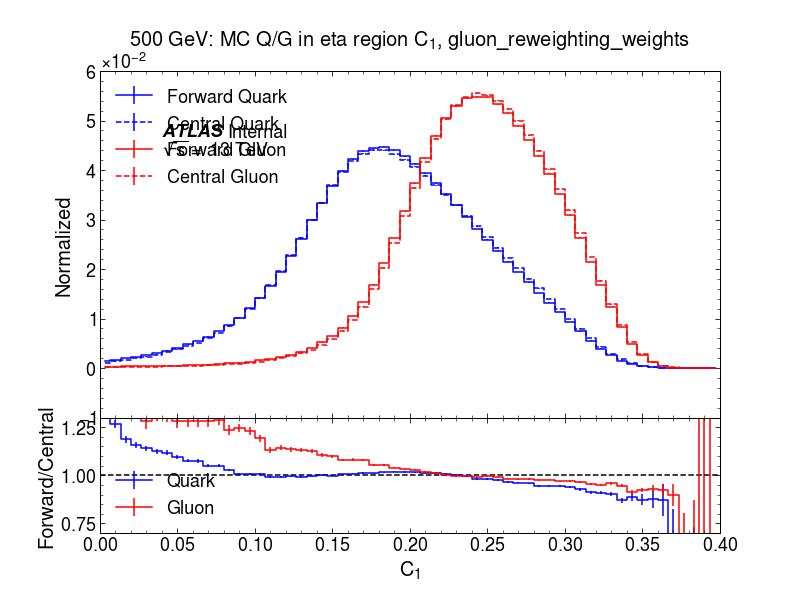 500 GeV: MC Q/G in eta region C₁, gluon_reweighting_weights
×10⁻²
Forward Quark
Central Quark
ATLAS Internal
√s = 13 TeV
Forward Gluon
Central Gluon
6
5
4
3
2
1
0
−1
Normalized
Quark
Gluon
1.25
1.00
0.75
Forward/Central
0.00 0.05 0.10 0.15 0.20 0.25 0.30 0.35 0.40
C₁